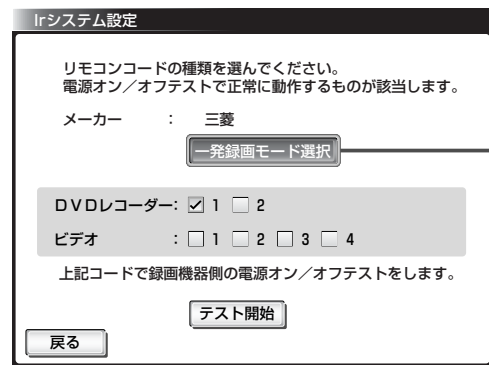 Irシステム設定
リモコンコードの種類を選んでください。
電源オン／オフテストで正常に動作するものが該当します。
メーカー : 三菱
一発録画モード選択
ＤＶＤレコーダー: 1 2
ビデオ : 1 2 3 4
上記コードで録画機器側の電源オン／オフテストをします。
テスト開始
戻る